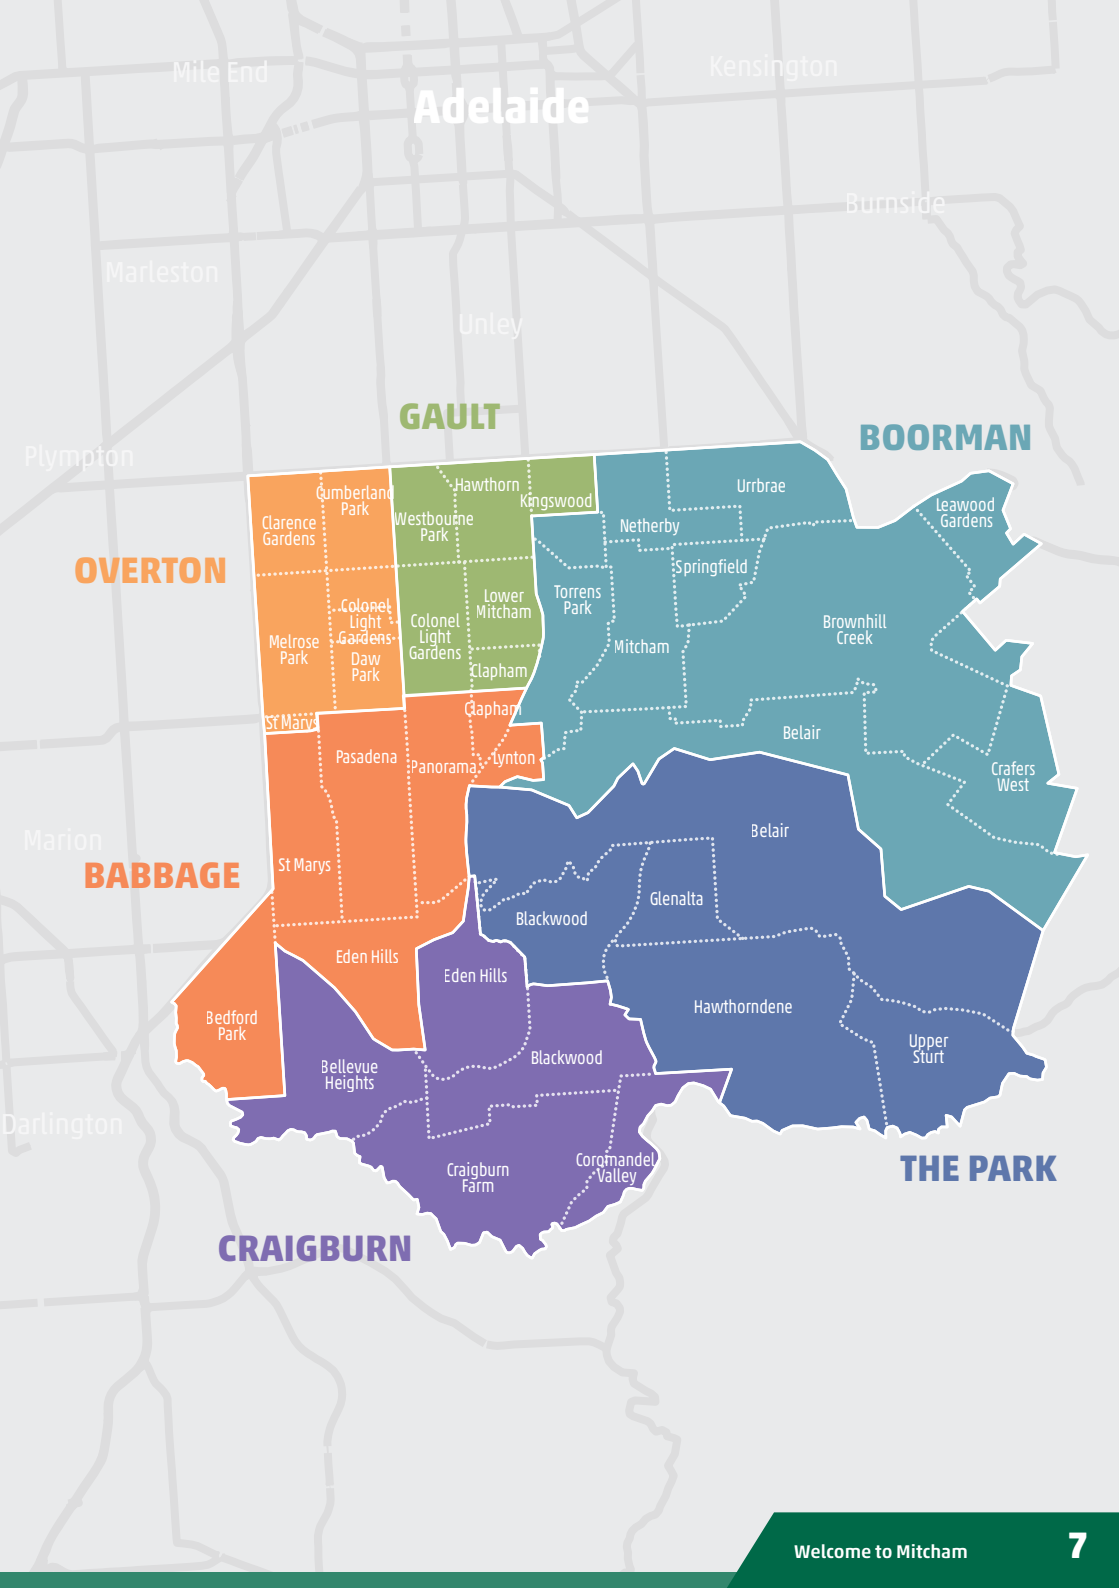 Mile End
Kensington
Adelaide
Burnside
Marleston
Unley
GAULT
BOORMAN
Plympton
Hawthorn
Urrbrae
Cumberland
Park
Kingswood
Leawood
Gardens
Clarence
Gardens
Westbourne
Park
Netherby
OVERTON
Springfield
Torrens
Park
Lower
Mitcham
Colonel
Light
Gardens
Colonel
Light
Gardens
Brownhill
Creek
Melrose
Park
Mitcham
Daw
Park
Clapham
Clapham
St Marys
Belair
Pasadena
Panorama
Lynton
Crafers
West
Marion
Belair
BABBAGE
St Marys
Glenalta
Blackwood
Eden Hills
Eden Hills
Hawthorndene
Bedford
Park
Upper
Sturt
Blackwood
Bellevue
Heights
Darlington
Coromandel
Valley
THE PARK
Craigburn
Farm
CRAIGBURN
Welcome to Mitcham
7